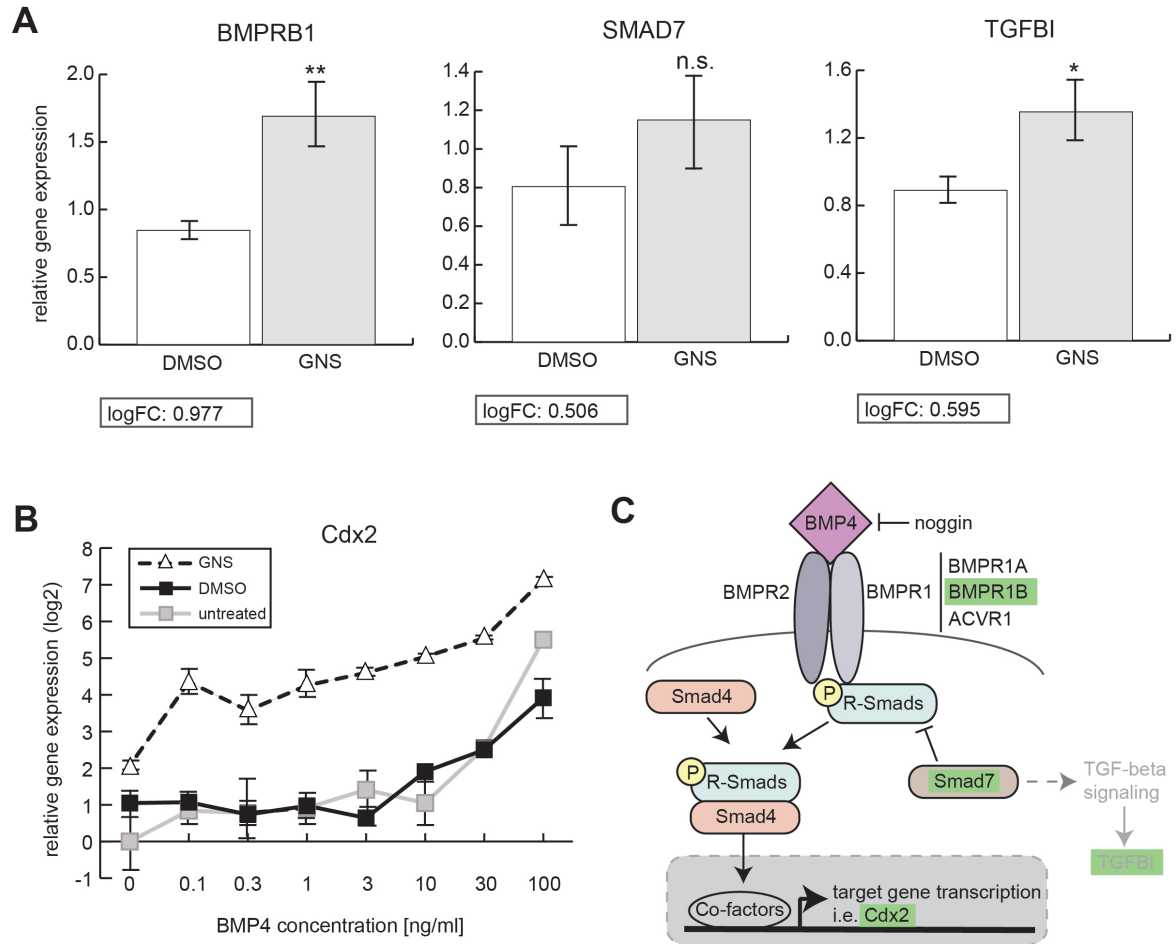 A
BMPRB1
SMAD7
TGFBI
relative gene expression
2.0
1.5
1.0
0.5
0.0
**
DMSO
GNS
logFC: 0.977
1.4
1.2
1.0
0.8
0.6
0.4
0.2
0.0
n.s.
DMSO
GNS
logFC: 0.506
1.6
1.2
0.8
0.4
0.0
*
DMSO
GNS
logFC: 0.595
B
Cdx2
relative gene expression (log2)
8
7
6
5
4
3
2
1
0
-1
GNS
DMSO
untreated
0 0.1 0.3 1 3 10 30 100
BMP4 concentration [ng/ml]
C
BMP4
noggin
BMPR2
BMPR1
BMPR1A
BMPR1B
ACVR1
Smad4
P
R-Smads
P
R-Smads
Smad4
Smad7
TGF-beta
signaling
TGFBI
Co-factors
target gene transcription
i.e. Cdx2